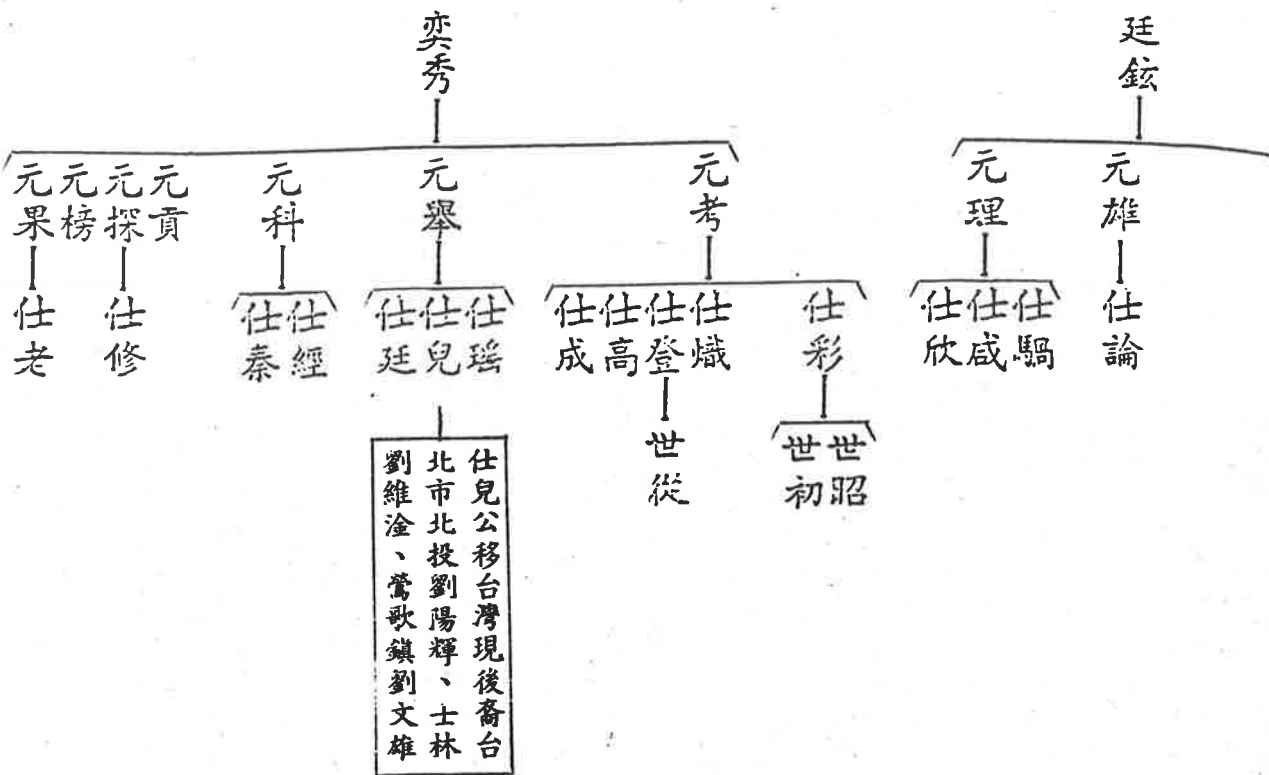 廷鉉
奕秀
元雄
元理
元考
元舉
元科
元貢
元探
元榜
元果
仕論
仕騧
仕咸
仕欣
仕彩
仕熾
仕登
仕高
仕成
仕瑶
仕兒
仕廷
仕經
仕秦
仕修
仕老
世昭
世初
世從
仕兒公移台灣現後裔台
北市北投劉陽輝、士林
劉維淦、鶯歌鎮劉文雄